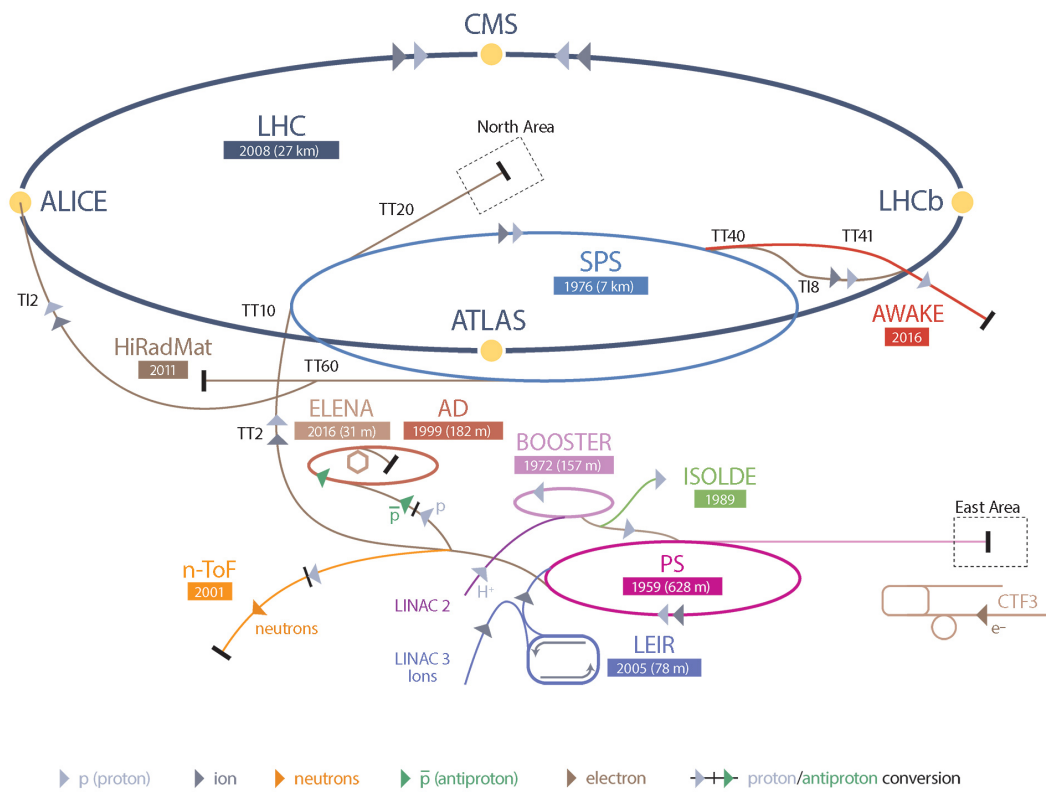 CMS
LHC
2008 (27 km)
North Area
ALICE
LHCb
TT20
TT40
TT41
SPS
1976 (7 km)
TI8
TI2
TT10
ATLAS
AWAKE
2016
HiRadMat
2011
TT60
ELENA
2016 (31 m)
AD
1999 (182 m)
TT2
BOOSTER
1972 (157 m)
ISOLDE
1989
p
p̅
East Area
n-ToF
2001
PS
1959 (628 m)
H⁺
LINAC 2
neutrons
CTF3
e⁻
LEIR
2005 (78 m)
LINAC 3
Ions
p (proton)
ion
neutrons
p̅ (antiproton)
electron
proton/antiproton conversion